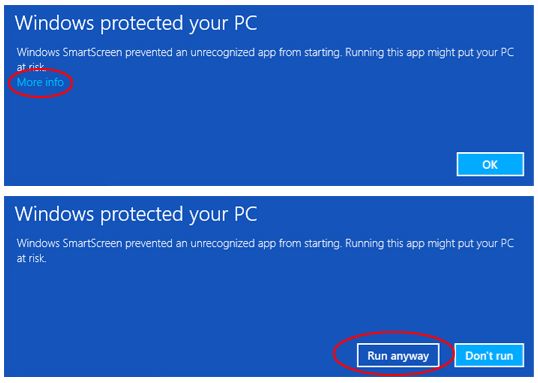 Windows protected your PC
Windows SmartScreen prevented an unrecognized app from starting. Running this app might put your PC
at risk.
More info
OK
Windows protected your PC
Windows SmartScreen prevented an unrecognized app from starting. Running this app might put your PC
at risk.
Run anyway Don't run